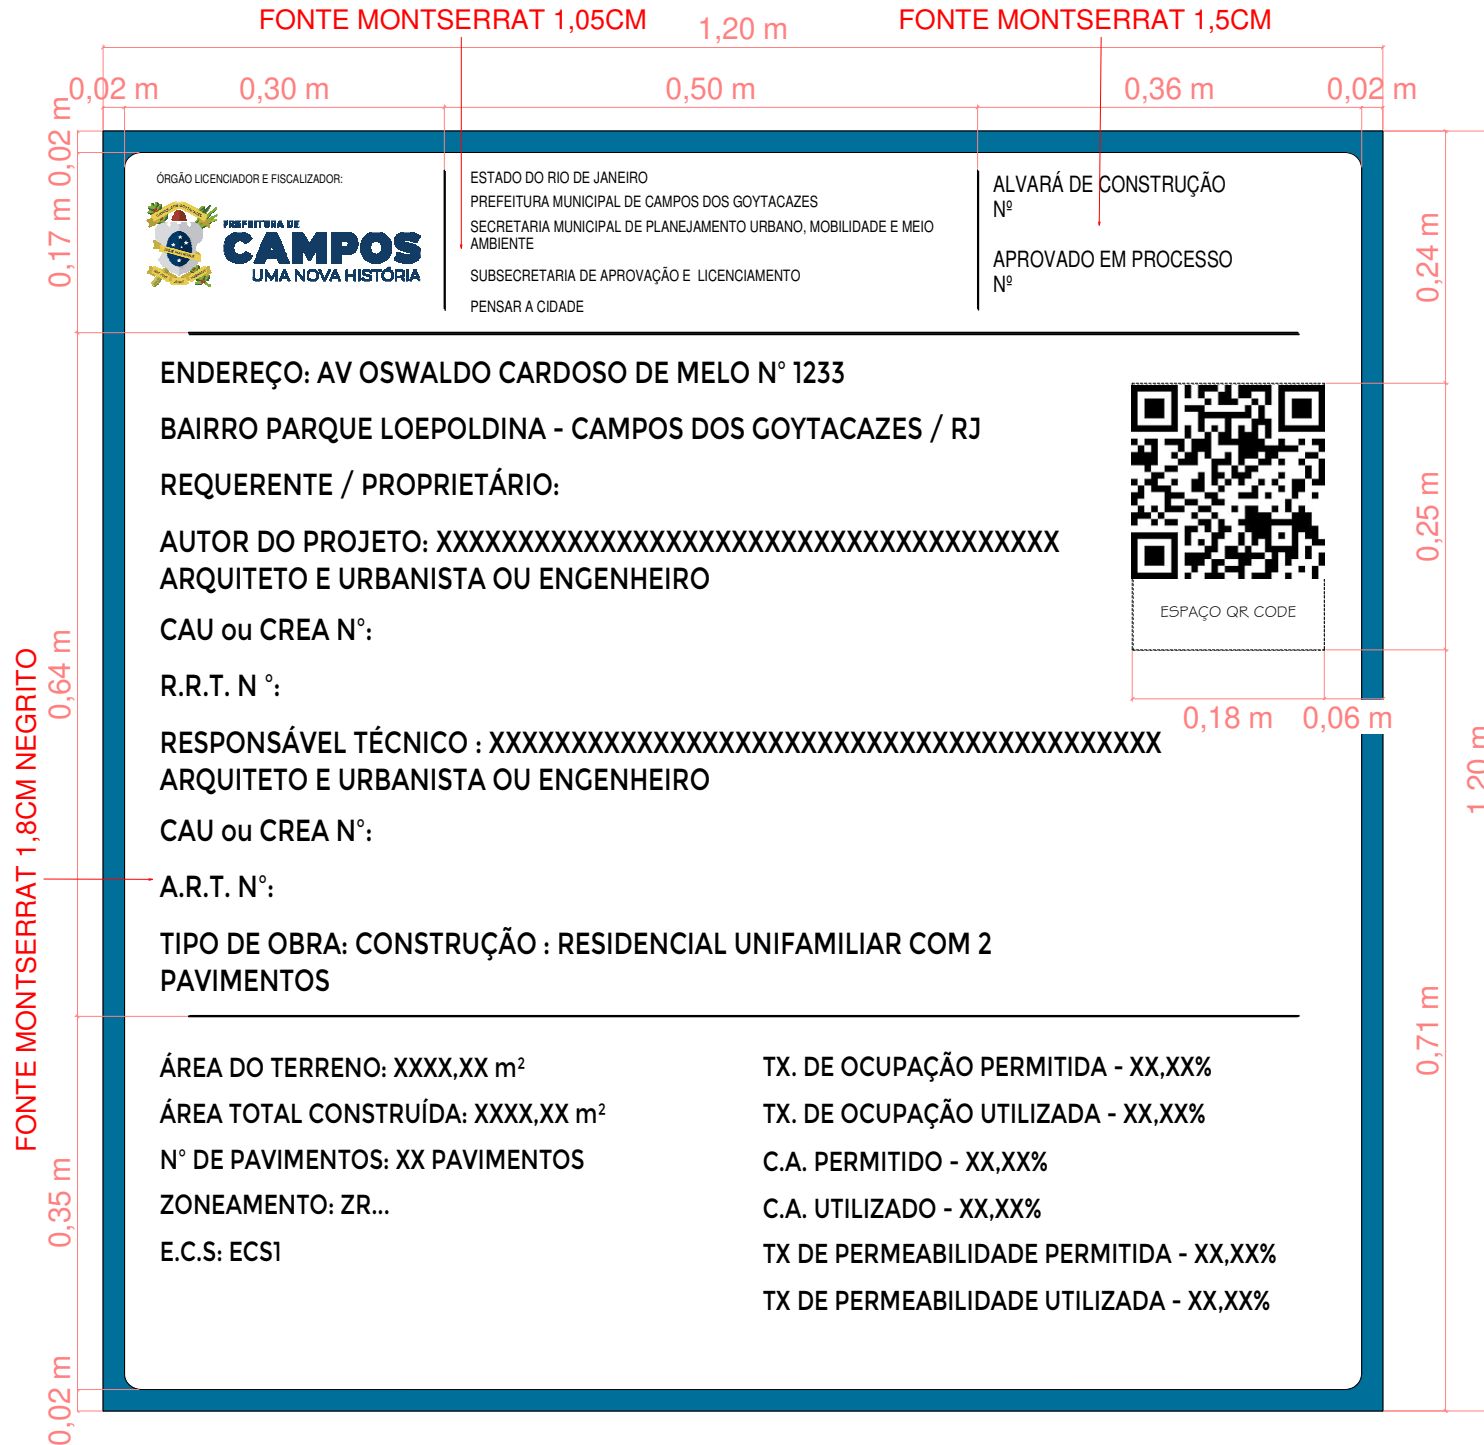 FONTE MONTSERRAT 1,05CM
1,20 m
FONTE MONTSERRAT 1,5CM
0,02 m
0,30 m
0,50 m
0,36 m
0,02 m
0,02 m
0,17 m
0,64 m
0,35 m
0,02 m
FONTE MONTSERRAT 1,8CM NEGRITO
ÓRGÃO LICENCIADOR E FISCALIZADOR:
PREFEITURA DE
CAMPOS
UMA NOVA HISTÓRIA
ESTADO DO RIO DE JANEIRO
PREFEITURA MUNICIPAL DE CAMPOS DOS GOYTACAZES
SECRETARIA MUNICIPAL DE PLANEJAMENTO URBANO, MOBILIDADE E MEIO
AMBIENTE
SUBSECRETARIA DE APROVAÇÃO E LICENCIAMENTO
PENSAR A CIDADE
ALVARÁ DE CONSTRUÇÃO
Nº
APROVADO EM PROCESSO
Nº
ENDEREÇO: AV OSWALDO CARDOSO DE MELO N° 1233
BAIRRO PARQUE LOEPOLDINA - CAMPOS DOS GOYTACAZES / RJ
REQUERENTE / PROPRIETÁRIO:
AUTOR DO PROJETO: XXXXXXXXXXXXXXXXXXXXXXXXXXXXXXXXXXXXXX
ARQUITETO E URBANISTA OU ENGENHEIRO
CAU ou CREA N°:
R.R.T. N °:
RESPONSÁVEL TÉCNICO : XXXXXXXXXXXXXXXXXXXXXXXXXXXXXXXXXXXXXXXXX
ARQUITETO E URBANISTA OU ENGENHEIRO
CAU ou CREA N°:
A.R.T. N°:
TIPO DE OBRA: CONSTRUÇÃO : RESIDENCIAL UNIFAMILIAR COM 2
PAVIMENTOS
ESPAÇO QR CODE
0,18 m
0,06 m
ÁREA DO TERRENO: XXXX,XX m²
ÁREA TOTAL CONSTRUÍDA: XXXX,XX m²
N° DE PAVIMENTOS: XX PAVIMENTOS
ZONEAMENTO: ZR...
E.C.S: ECS1
TX. DE OCUPAÇÃO PERMITIDA - XX,XX%
TX. DE OCUPAÇÃO UTILIZADA - XX,XX%
C.A. PERMITIDO - XX,XX%
C.A. UTILIZADO - XX,XX%
TX DE PERMEABILIDADE PERMITIDA - XX,XX%
TX DE PERMEABILIDADE UTILIZADA - XX,XX%
0,24 m
0,25 m
0,71 m
1,20 m